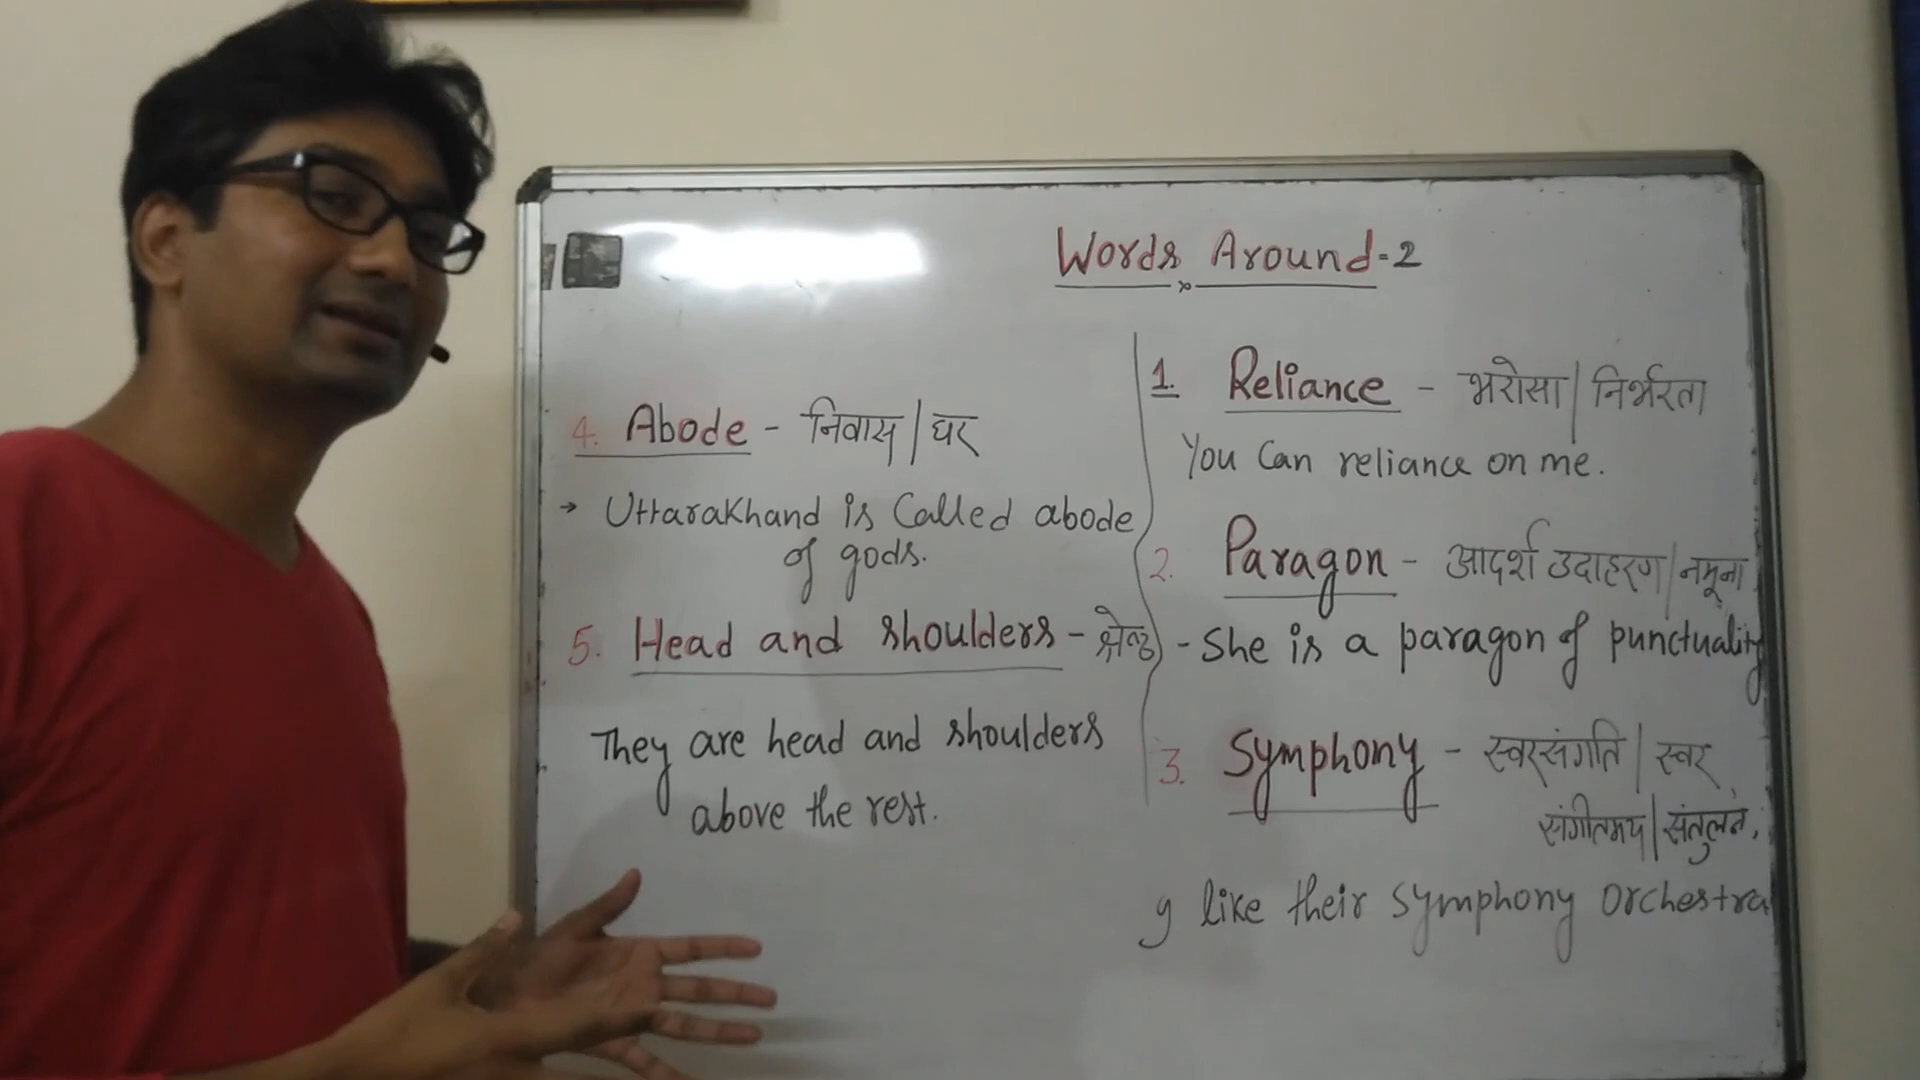 Words Around-2
1. Reliance - भरोसा | निर्भरता
You Can reliance on me.
2. Paragon - आदर्श उदाहरण | नमूना
- She is a paragon of punctuality
3. Symphony - स्वरसंगति | स्वर
संगीतमय | संतुलन,
I like their symphony Orchestra
4. Abode - निवास | घर
→ Uttarakhand is Called abode
of gods.
5. Head and shoulders -
They are head and shoulders
above the rest.